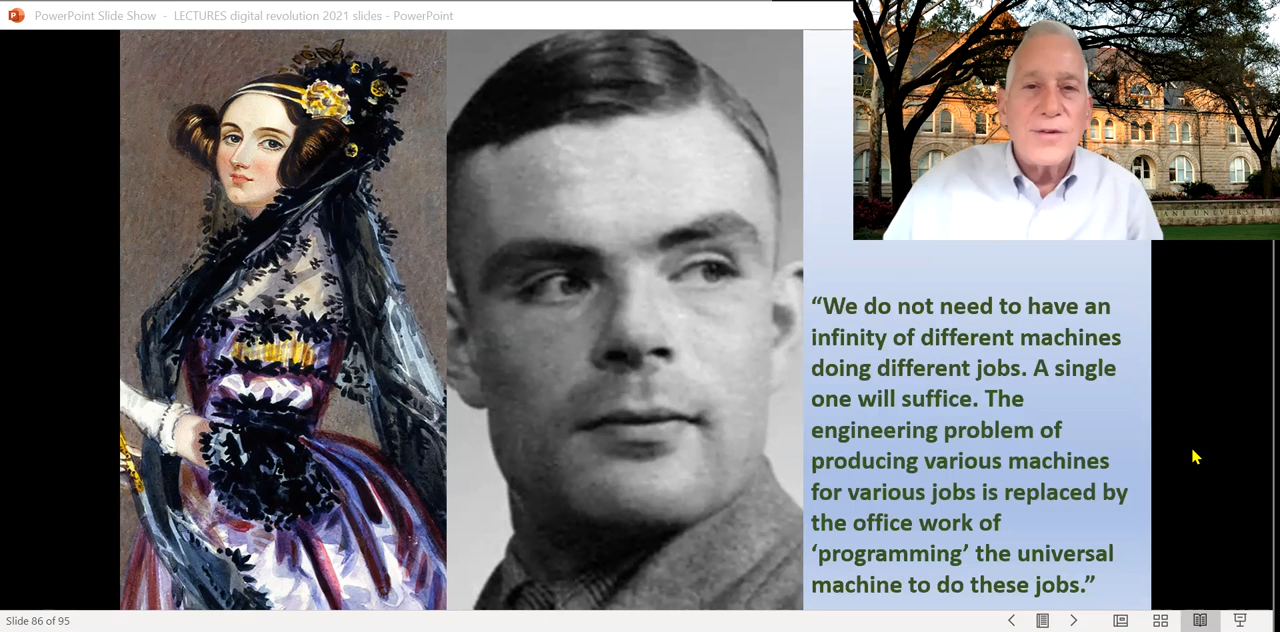 PowerPoint Slide Show - LECTURES digital revolution 2021 slides - PowerPoint
“We do not need to have an
infinity of different machines
doing different jobs. A single
one will suffice. The
engineering problem of
producing various machines
for various jobs is replaced by
the office work of
‘programming’ the universal
machine to do these jobs.”
Slide 86 of 95